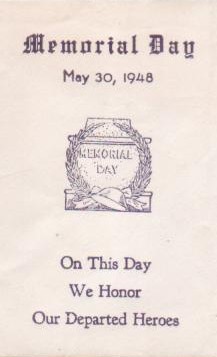 Memorial Day
May 30, 1948
MEMORIAL
DAY
On This Day
We Honor
Our Departed Heroes